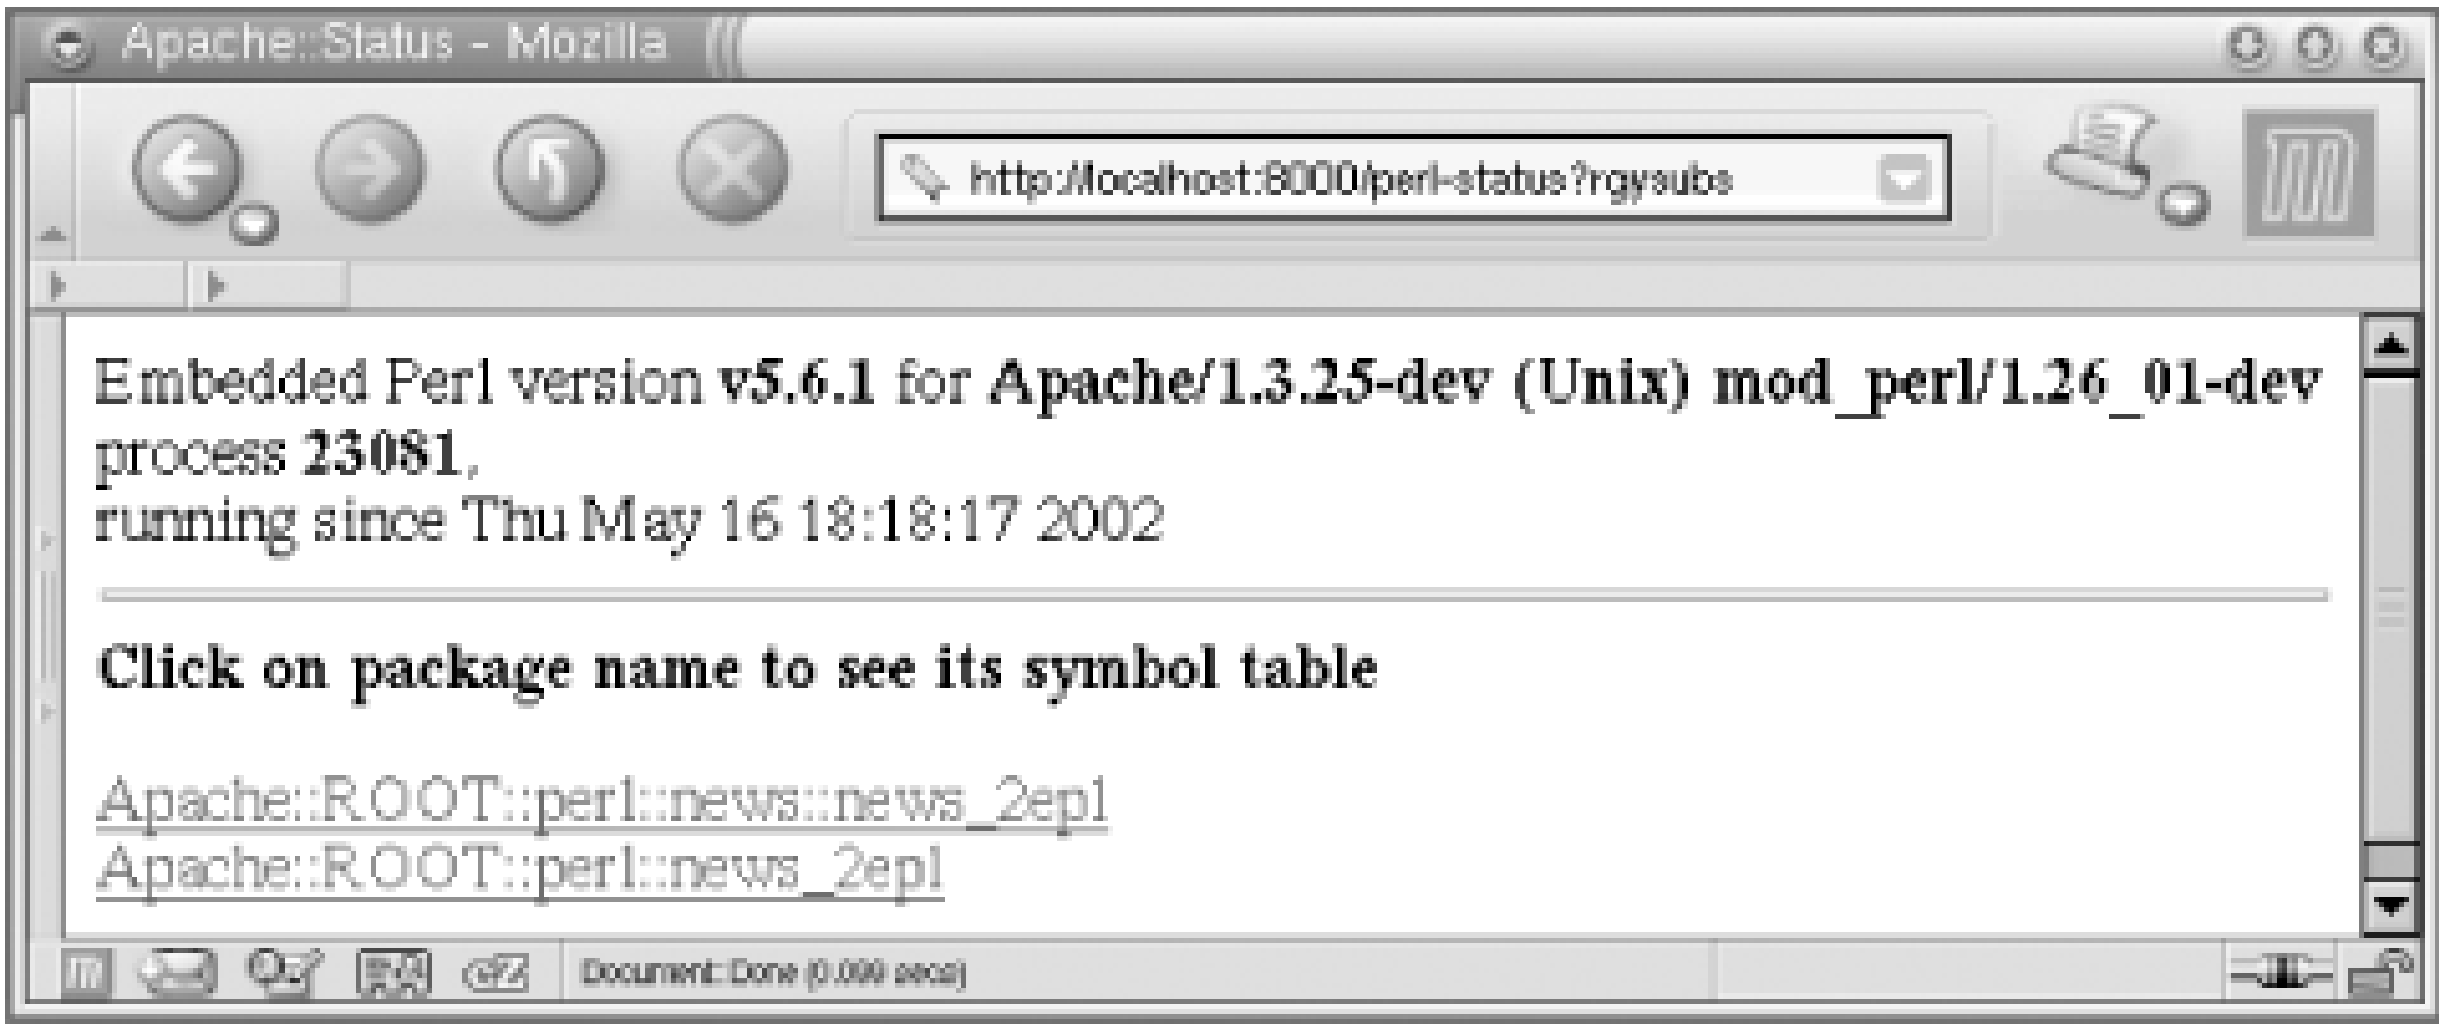 Apache::Status - Mozilla
http://localhost:8000/perl-status?rgysubs
Embedded Perl version v5.6.1 for Apache/1.3.25-dev (Unix) mod_perl/1.26_01-dev
process 23081,
running since Thu May 16 18:18:17 2002
Click on package name to see its symbol table
Apache::ROOT::perl::news::news_2epl
Apache::ROOT::perl::news_2epl
Document: Done (0.099 secs)